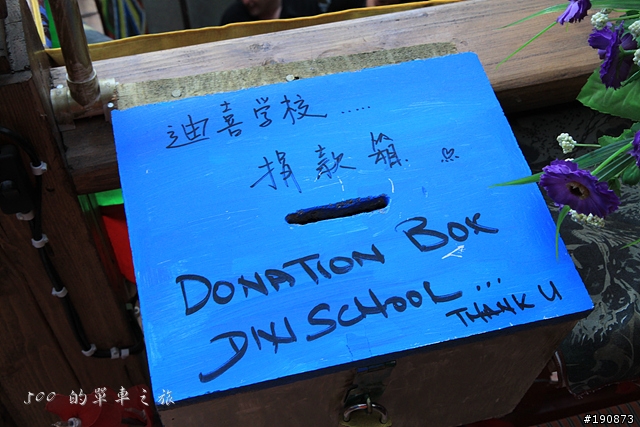 迪喜学校.....
捐款箱
DONATION BOX
DIXI SCHOOL...
THANK U
500 的單車之旅
#190873